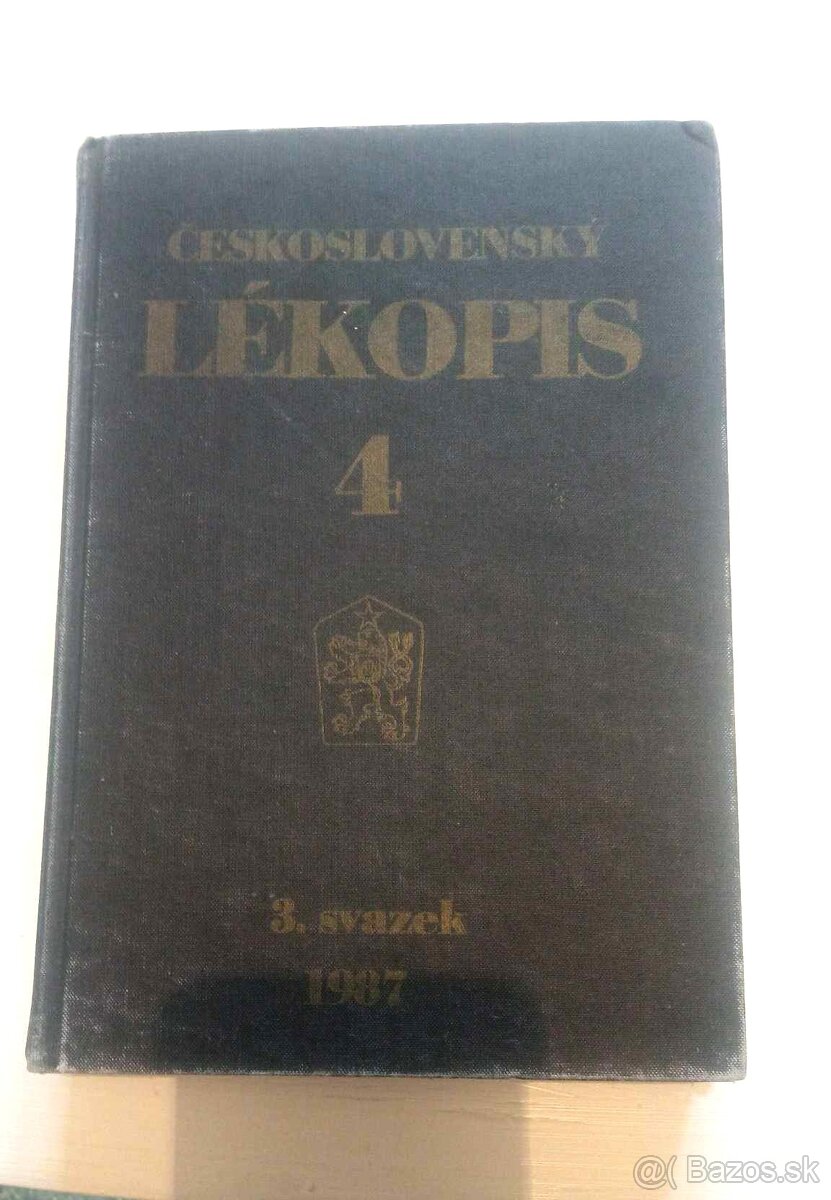 ČESKOSLOVENSKÝ
LÉKOPIS
4
3. svazek
1987
@( Bazos.sk